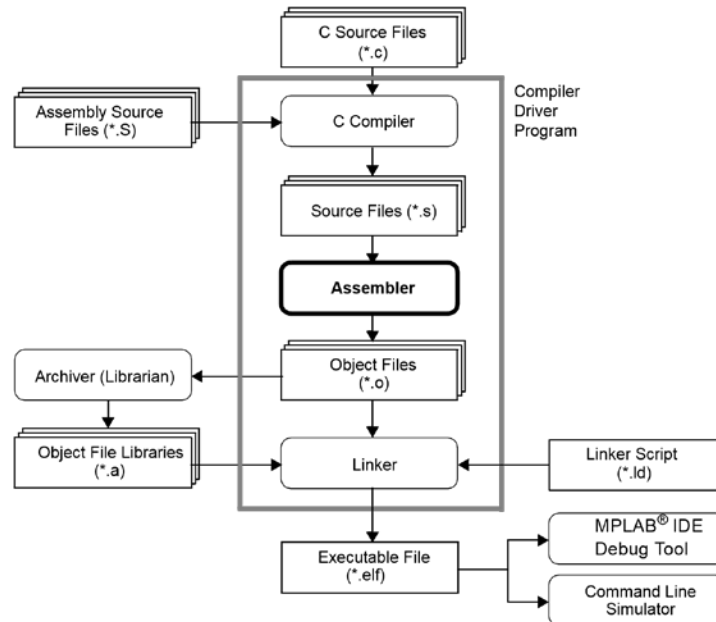 C Source Files
(*.c)
Compiler
Driver
Program
Assembly Source
Files (*.S)
C Compiler
Source Files (*.s)
Assembler
Object Files
(*.o)
Archiver (Librarian)
Object File Libraries
(*.a)
Linker
Linker Script
(*.ld)
Executable File
(*.elf)
MPLAB® IDE
Debug Tool
Command Line
Simulator